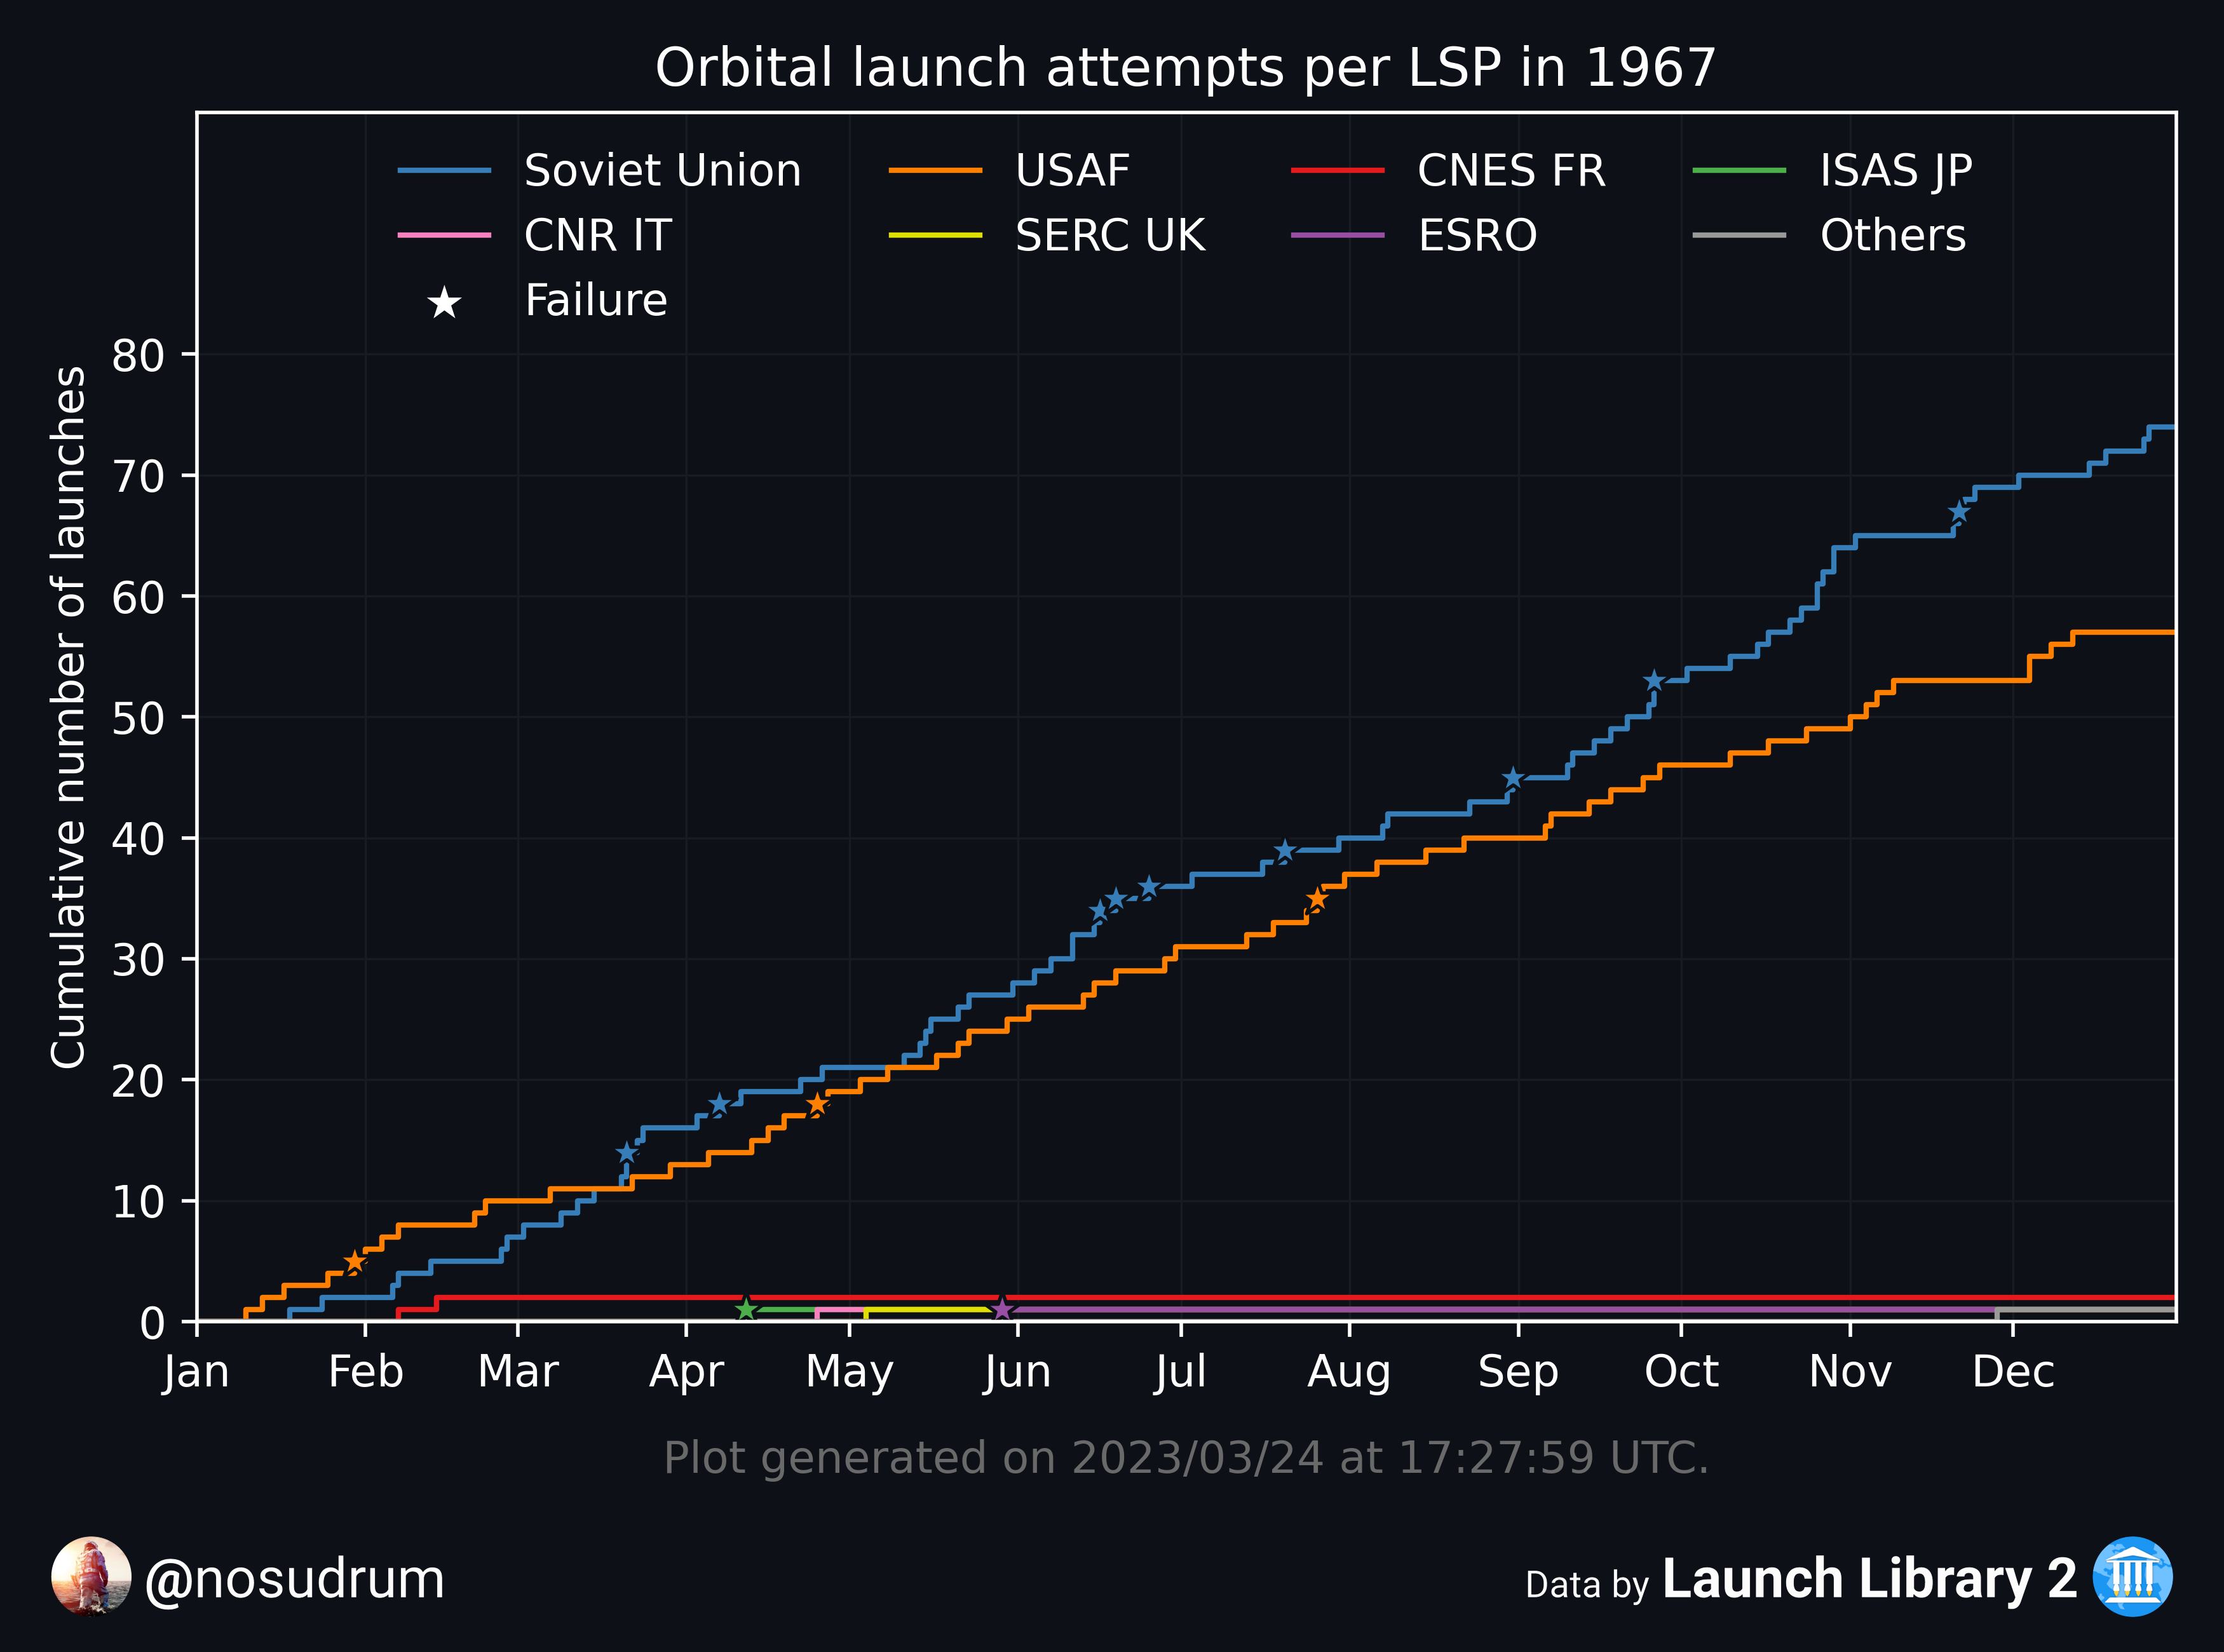 Orbital launch attempts per LSP in 1967
Soviet Union USAF CNES FR ISAS JP
CNR IT SERC UK ESRO Others
Failure
Cumulative number of launches
80
70
60
50
40
30
20
10
0
Jan Feb Mar Apr May Jun Jul Aug Sep Oct Nov Dec
Plot generated on 2023/03/24 at 17:27:59 UTC.
@nosudrum
Data by Launch Library 2